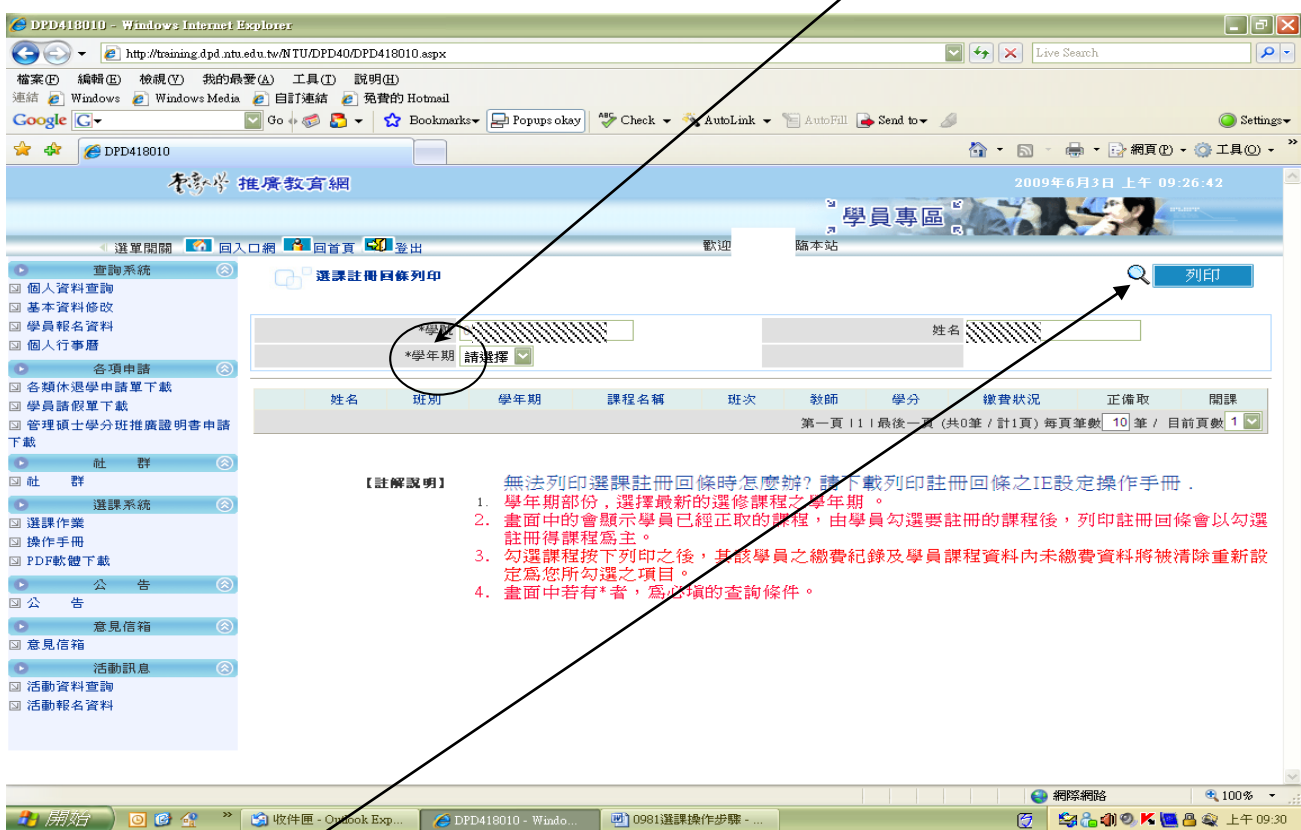 DPD418010 - Windows Internet Explorer
http://training.dpd.ntu.edu.tw/NTU/DPD40/DPD418010.aspx
Live Search
檔案(F) 編輯(E) 檢視(V) 我的最愛(A) 工具(T) 說明(H)
連結 Windows Windows Media 自訂連結 免費的 Hotmail
Google G Go Bookmarks Popups okay ABC Check AutoLink AutoFill Send to Settings
DPD418010 網頁(P) 工具(O) »
推廣教育網
2009年6月3日 上午 09:26:42
學員專區
選單開關 回入口網 回首頁 登出 歡迎 臨本站
查詢系統
個人資料查詢
基本資料修改
學員報名資料
個人行事曆
各項申請
各類休退學申請單下載
學員請假單下載
管理碩士學分班推廣證明書申請
下載
社 群
社 群
選課系統
選課作業
操作手冊
PDF軟體下載
公 告
公 告
意見信箱
意見信箱
活動訊息
活動資料查詢
活動報名資料
選課註冊回條列印
列印
*學號
姓名
*學年期 請選擇
姓名 班別 學年期 課程名稱 班次 教師 學分 繳費狀況 正備取 開課
第一頁 | 1 | 最後一頁 (共0筆 / 計1頁) 每頁筆數 10 筆 / 目前頁數 1
【註解說明】
無法列印選課註冊回條時怎麼辦? 請下載列印註冊回條之IE設定操作手冊.
1. 學年期部份，選擇最新的選修課程之學年期 。
2. 畫面中的會顯示學員已經正取的課程，由學員勾選要註冊的課程後，列印註冊回條會以勾選
註冊得課程為主。
3. 勾選課程按下列印之後，其該學員之繳費紀錄及學員課程資料內未繳費資料將被清除重新設
定為您所勾選之項目。
4. 畫面中若有*者，為必填的查詢條件。
網際網路 100%
開始 » 收件匣 - Outlook Exp... DPD418010 - Windo... 0981選課操作步驟 - ... 上午 09:30